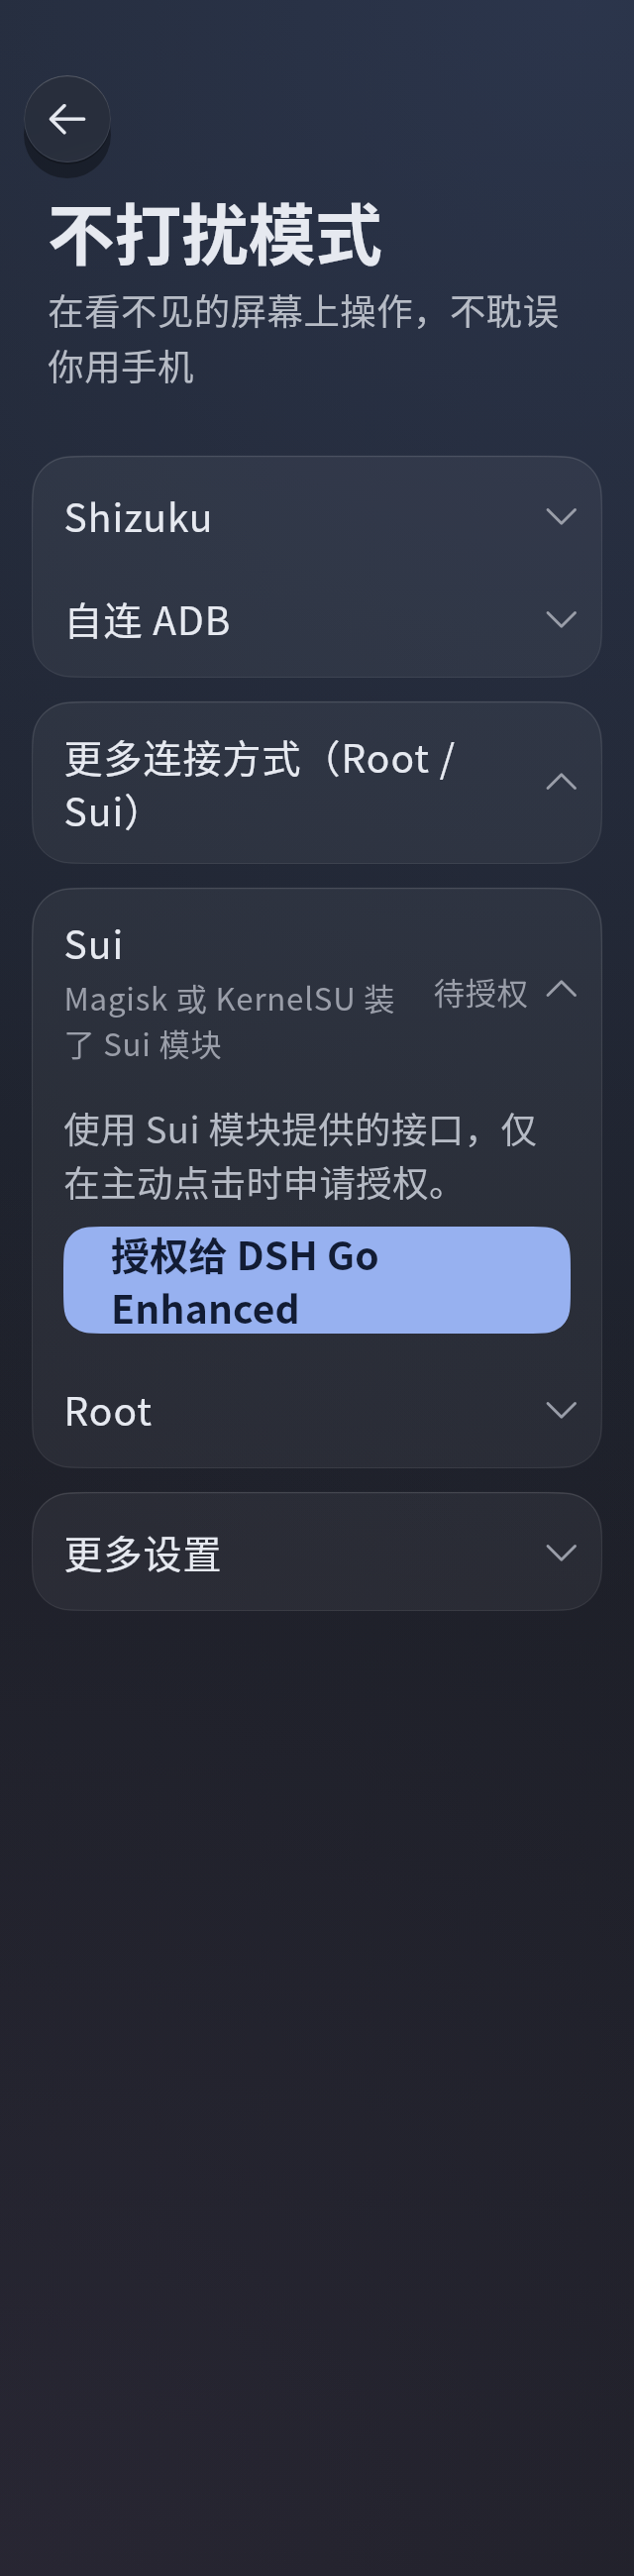 不打扰模式
在看不见的屏幕上操作，不耽误
你用手机
Shizuku
自连 ADB
更多连接方式（Root /
Sui）
Sui
Magisk 或 KernelSU 装
了 Sui 模块
待授权
使用 Sui 模块提供的接口，仅
在主动点击时申请授权。
授权给 DSH Go
Enhanced
Root
更多设置